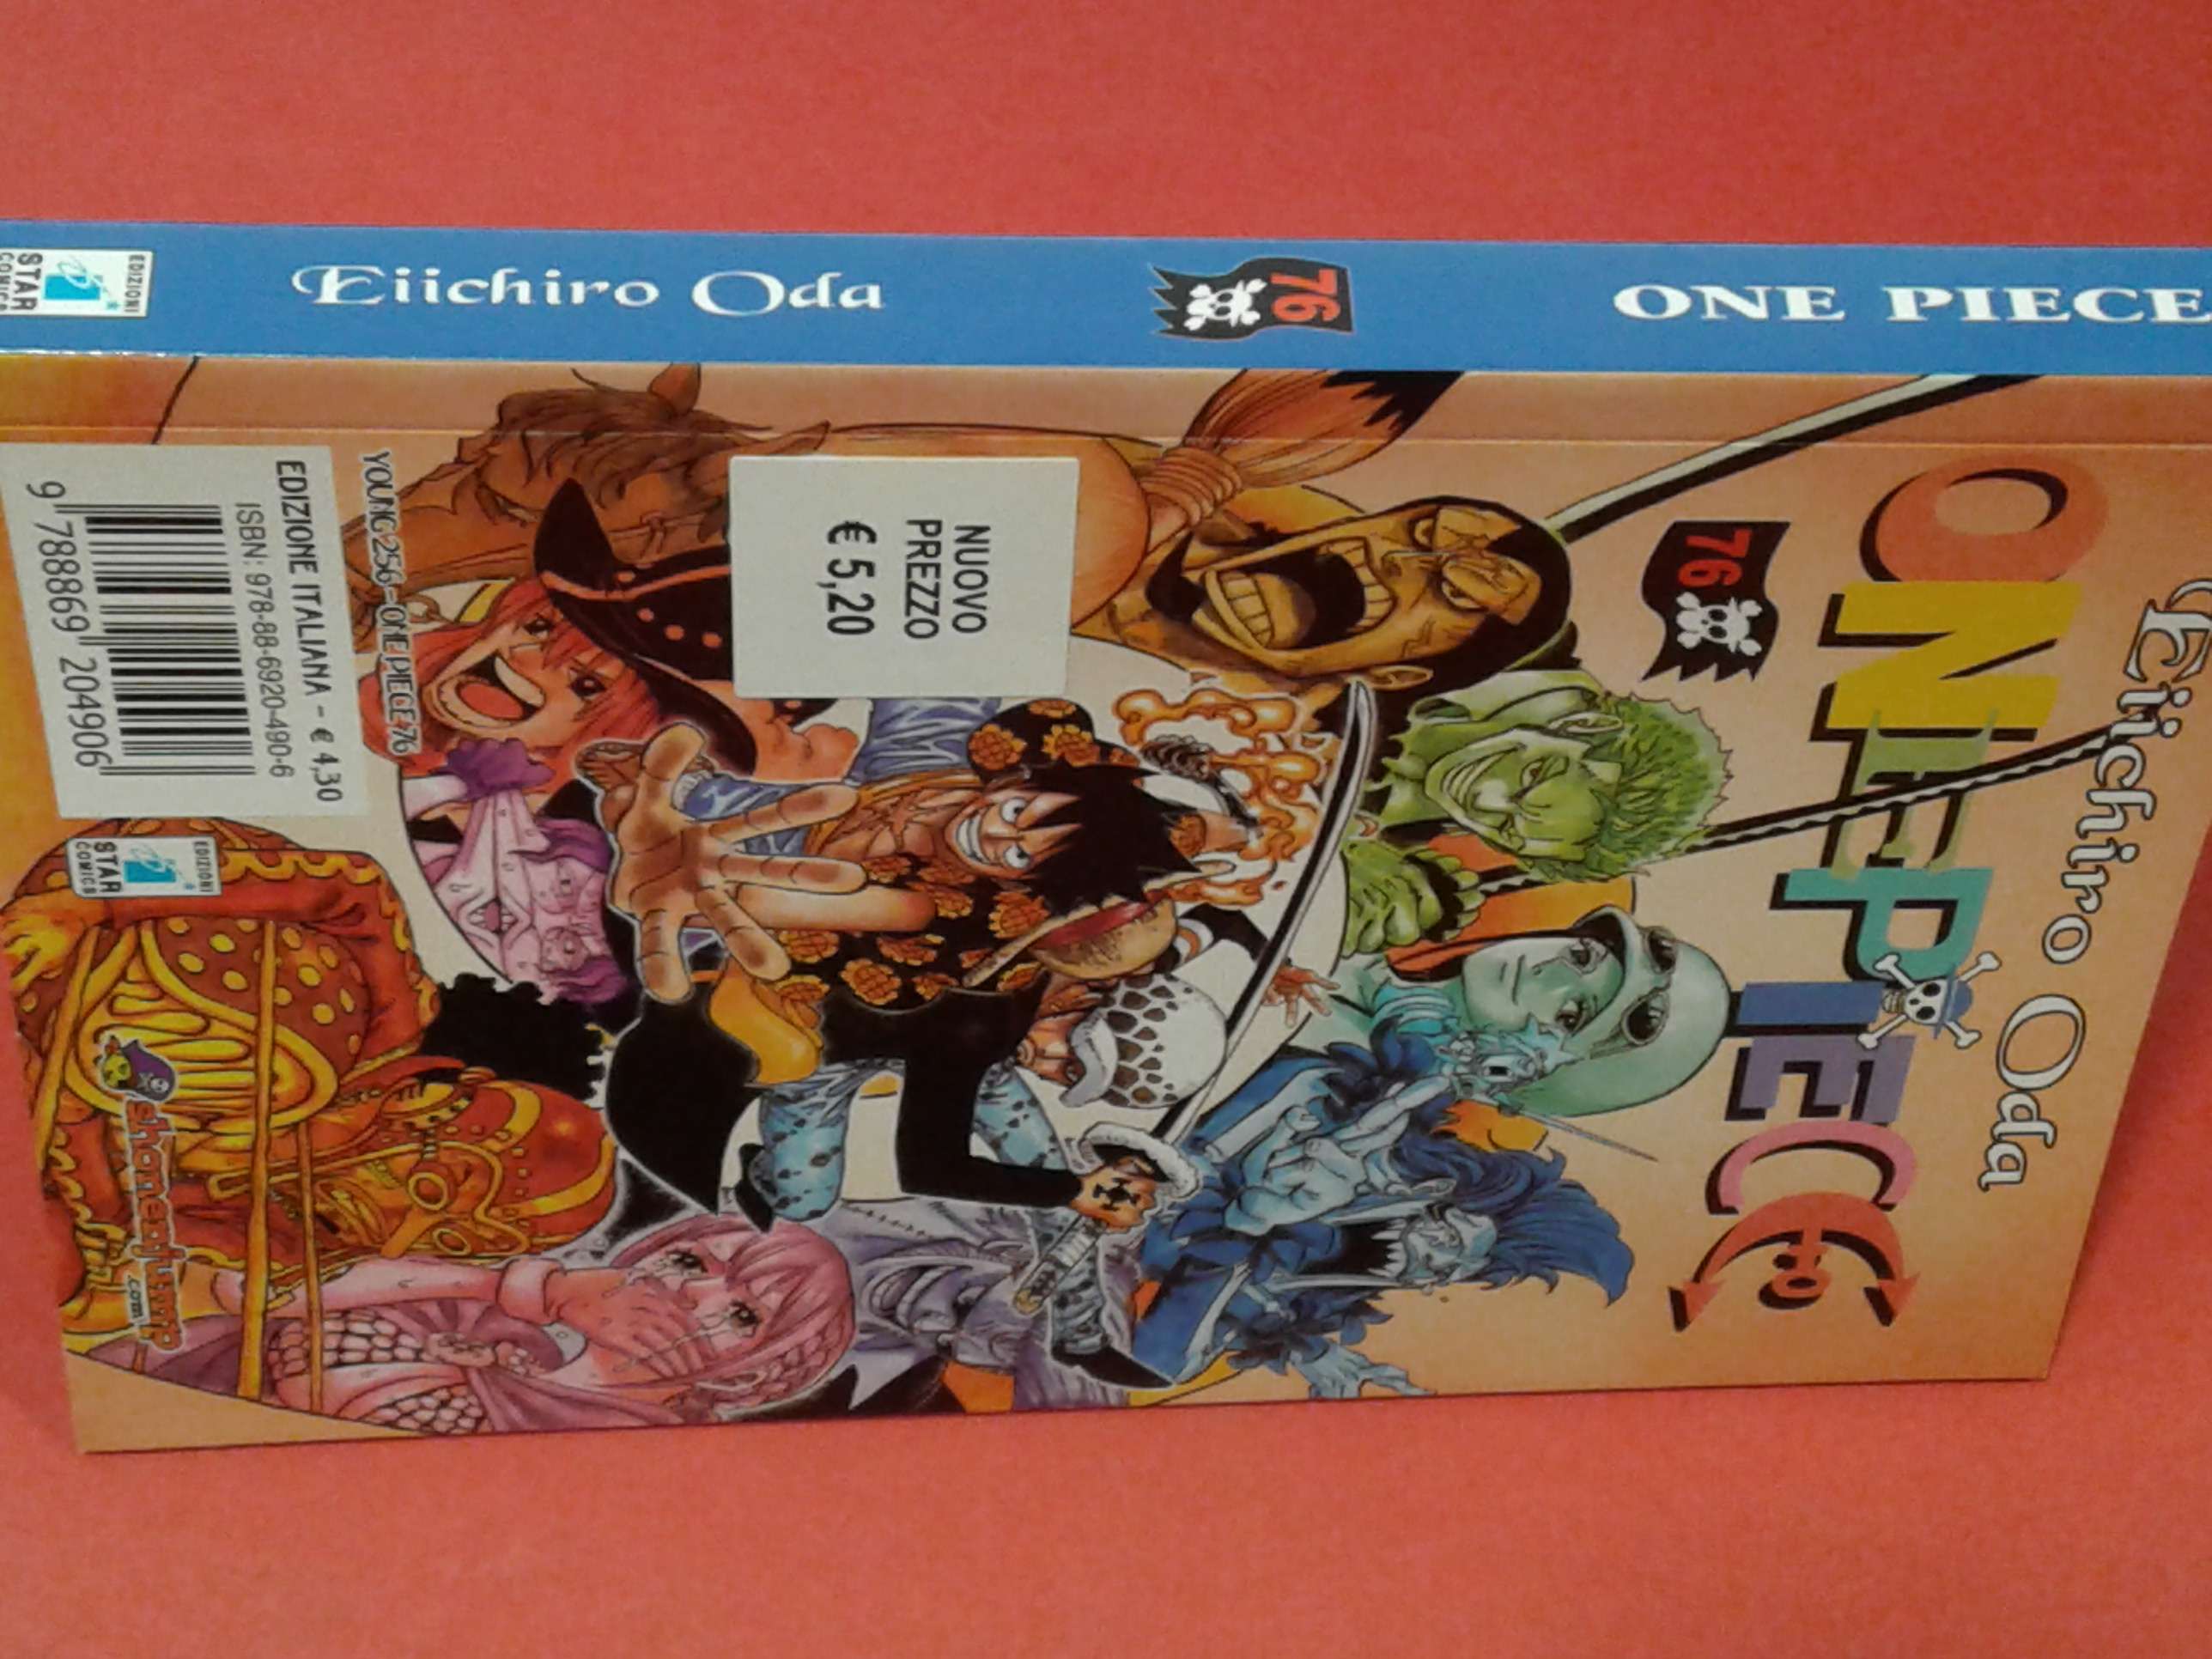 EDIZIONI
STAR
COMICS
Eiichiro Oda
76
ONE PIECE
Eiichiro Oda
ONE PIECE
76
NUOVO
PREZZO
€ 5,20
YOUNG 256 - ONE PIECE 76
EDIZIONE ITALIANA - € 4,30
ISBN: 978-88-6920-490-6
9 788869 204906
EDIZIONI
STAR
COMICS
shonenjump
.com